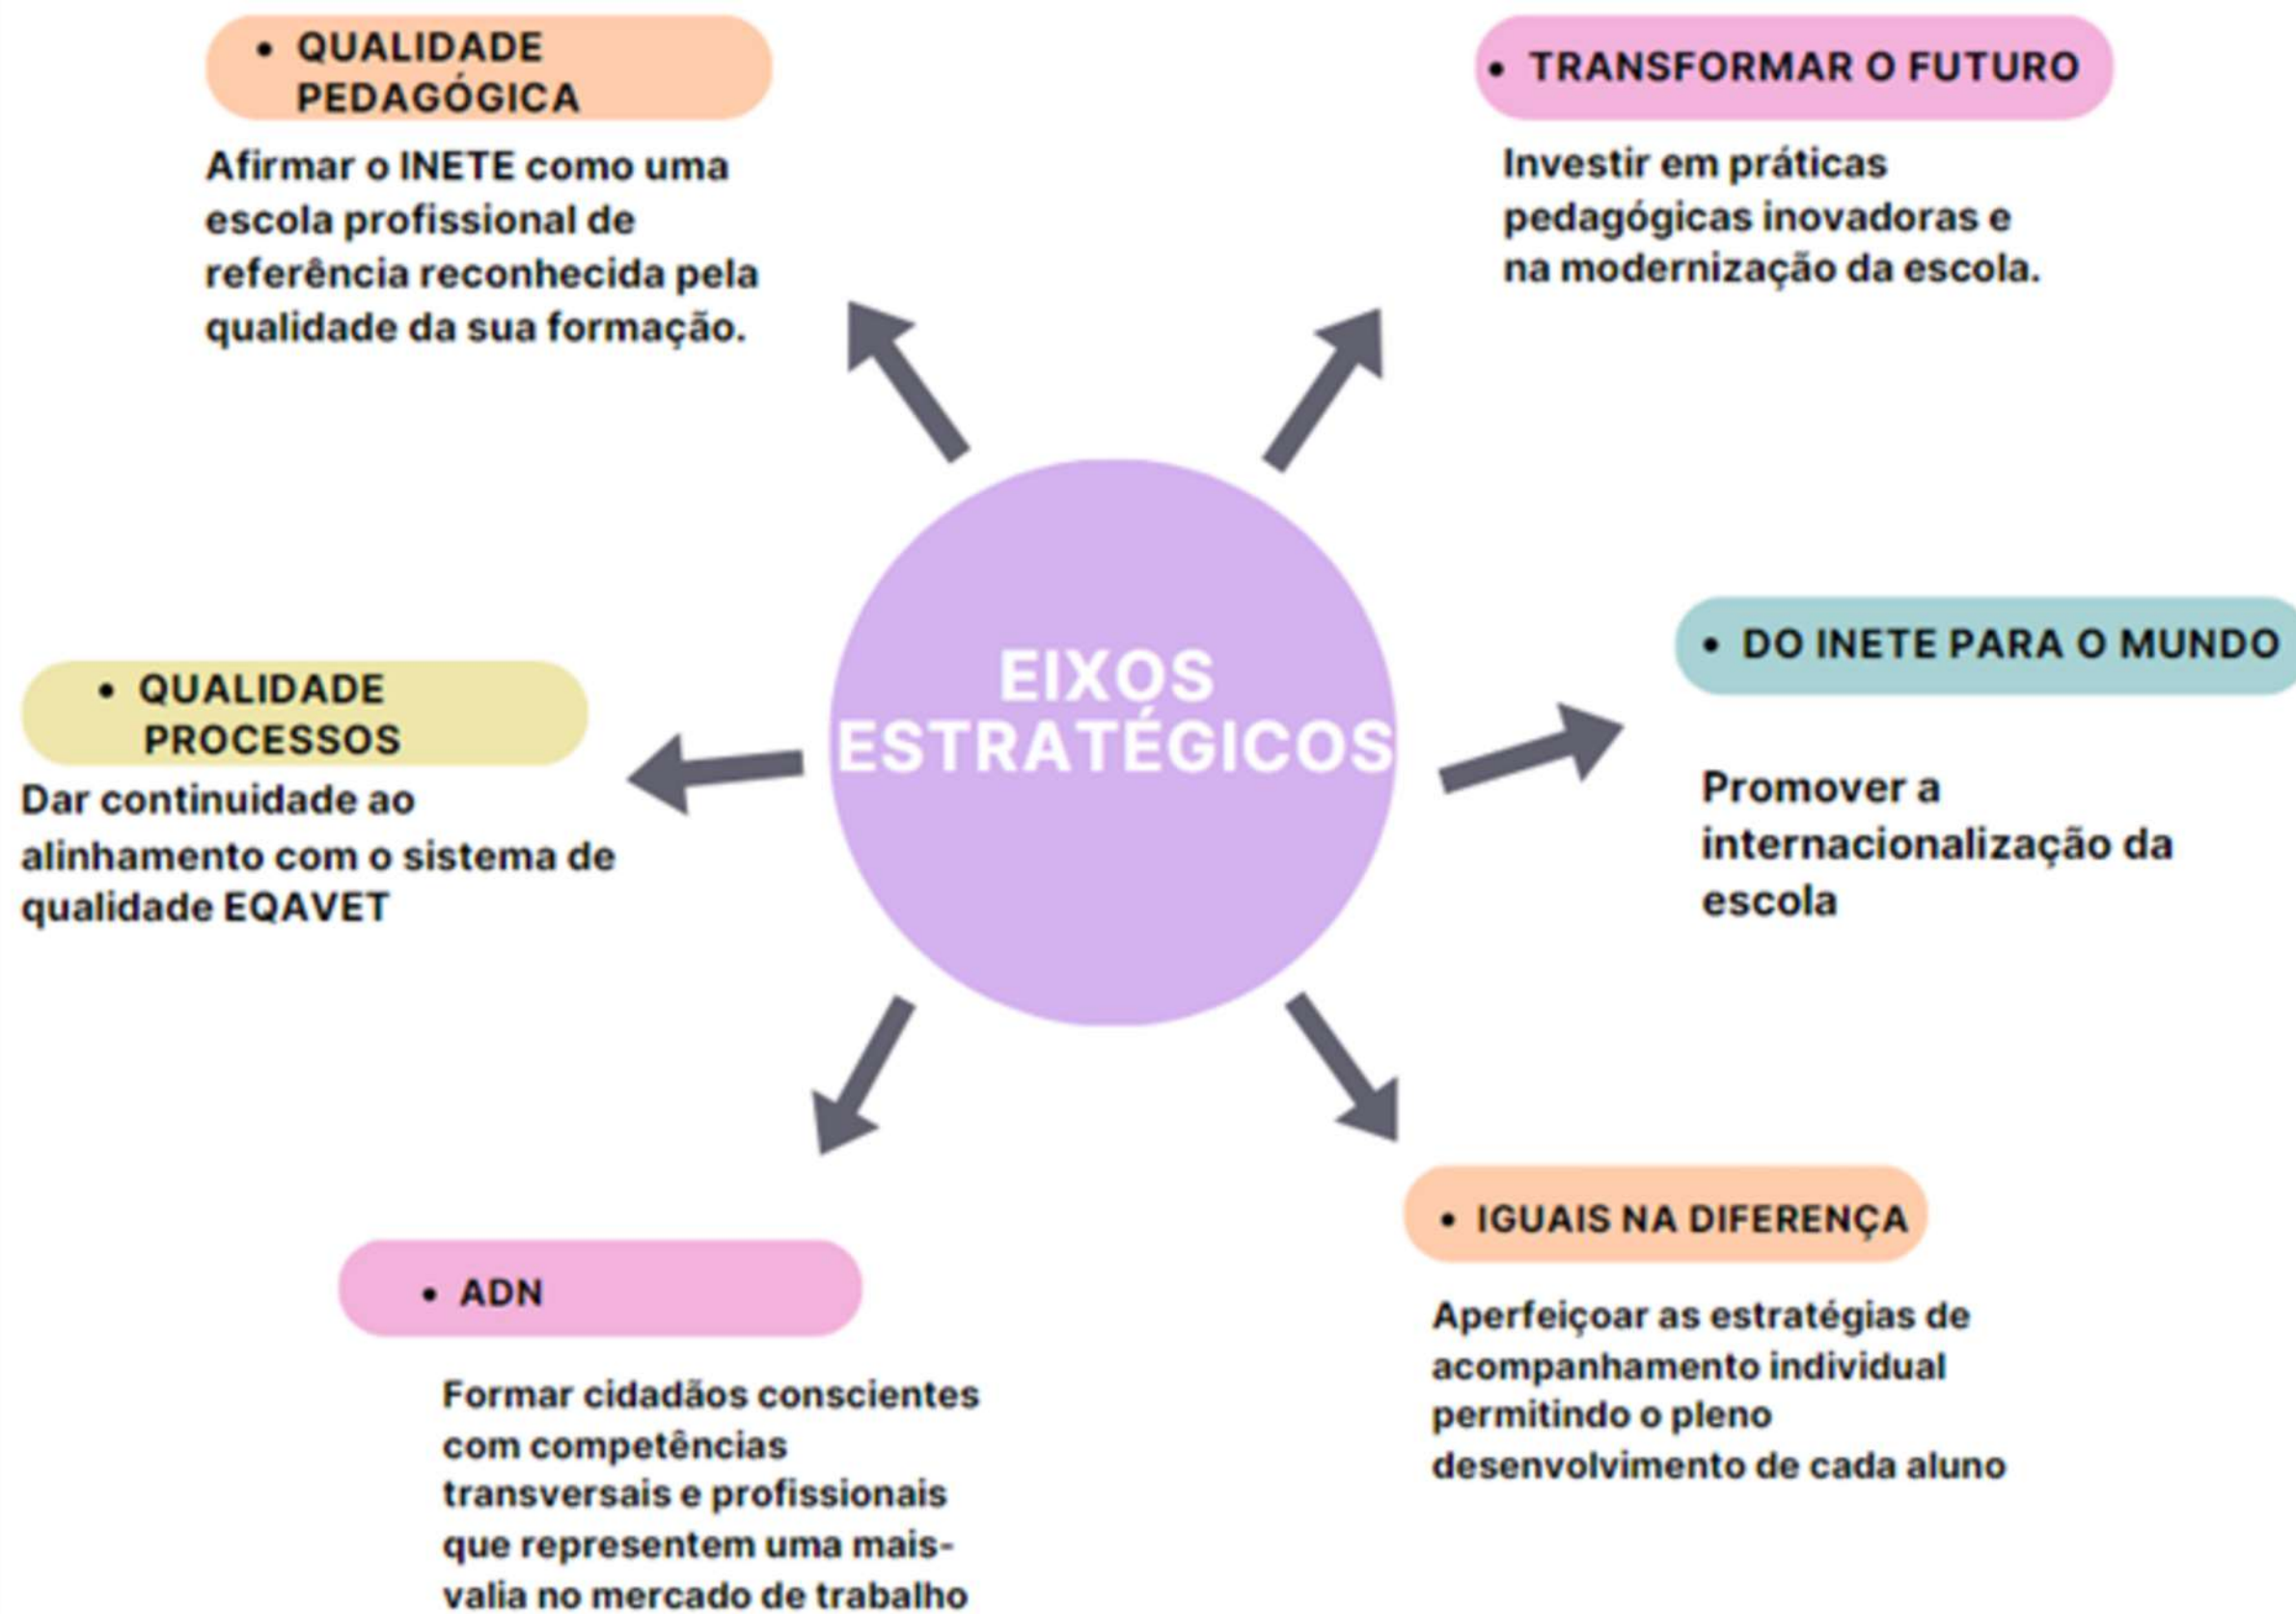 • QUALIDADE
PEDAGÓGICA
Afirmar o INETE como uma
escola profissional de
referência reconhecida pela
qualidade da sua formação.
• TRANSFORMAR O FUTURO
Investir em práticas
pedagógicas inovadoras e
na modernização da escola.
EIXOS
ESTRATÉGICOS
• QUALIDADE
PROCESSOS
Dar continuidade ao
alinhamento com o sistema de
qualidade EQAVET
• DO INETE PARA O MUNDO
Promover a
internacionalização da
escola
• ADN
Formar cidadãos conscientes
com competências
transversais e profissionais
que representem uma mais-
valia no mercado de trabalho
• IGUAIS NA DIFERENÇA
Aperfeiçoar as estratégias de
acompanhamento individual
permitindo o pleno
desenvolvimento de cada aluno